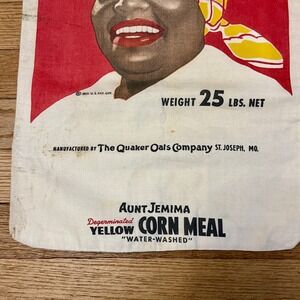 WEIGHT 25 LBS. NET
MANUFACTURED BY The Quaker Oats Company ST. JOSEPH, MO.
AUNT JEMIMA
Degerminated
YELLOW CORN MEAL
"WATER-WASHED"